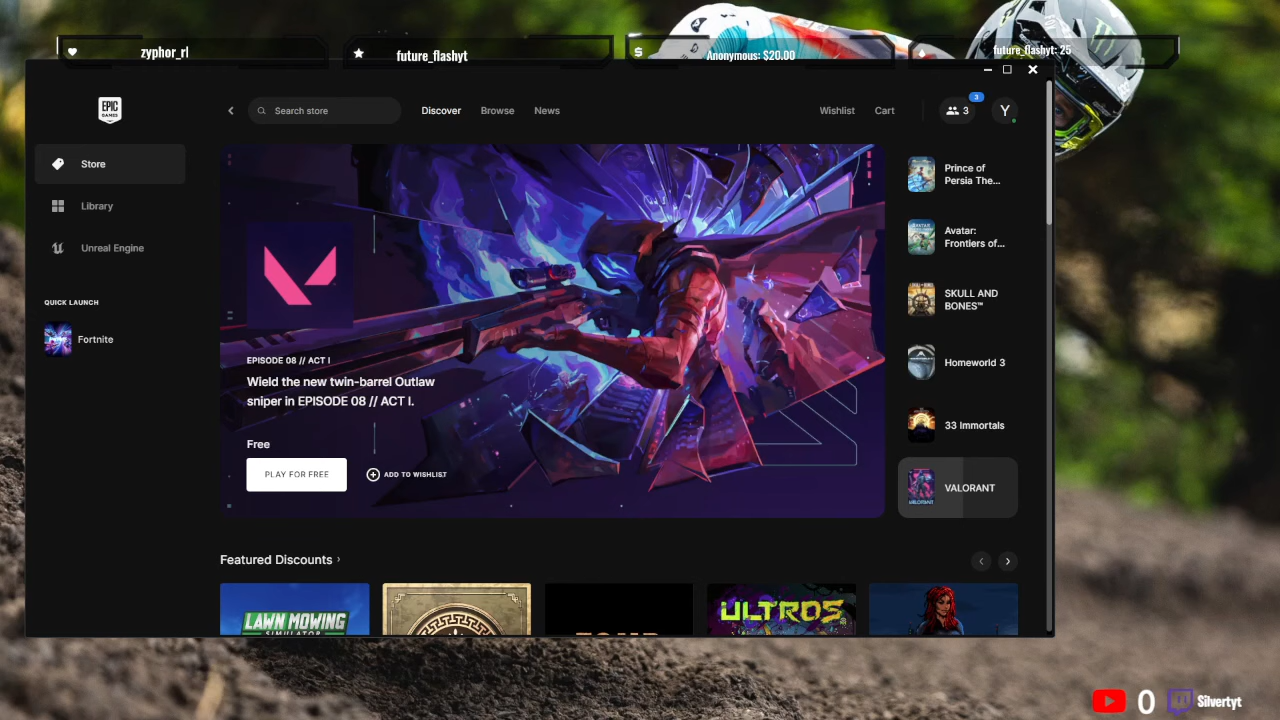 zyphor_rl
future_flashyt
$
Anonymous: $20.00
future_flashyt: 25
EPIC
GAMES
Search store
Discover
Browse
News
Wishlist
Cart
3
3
Y
Store
Library
Unreal Engine
QUICK LAUNCH
Fortnite
EPISODE 08 // ACT I
Wield the new twin-barrel Outlaw
sniper in EPISODE 08 // ACT I.
Free
PLAY FOR FREE
ADD TO WISHLIST
Prince of
Persia The...
Avatar:
Frontiers of...
SKULL AND
BONES™
Homeworld 3
33 Immortals
VALORANT
Featured Discounts
LAWN MOWING
SIMULATOR
ULTROS
0
Silvertyt